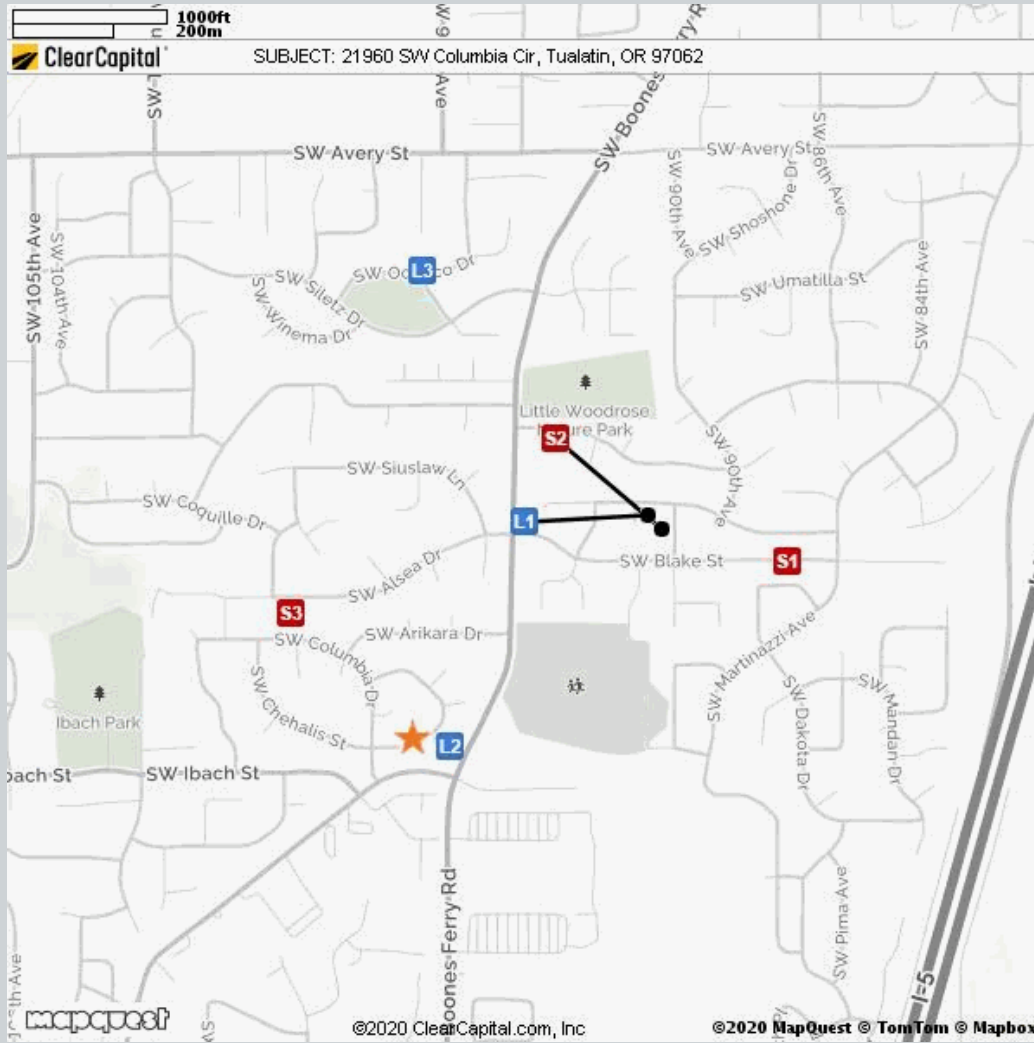 1000ft
200m
ClearCapital
SUBJECT: 21960 SW Columbia Cir, Tualatin, OR 97062
SW Avery St
SW Avery St
SW 86th Ave
SW 90th Ave
SW Shoshone Dr
SW 105th Ave
SW 104th Ave
L3
SW Siletz Dr
SW Winema Dr
SW Umatilla St
SW 84th Ave
Little Woodrose
Park
S2
SW Siuslaw Ln
SW 90th Ave
SW Coquille Dr
L1
SW Blake St
S1
SW Alsea Dr
S3
SW Arikara Dr
SW Columbia Dr
SW Martinazzi Ave
SW Chehalis St
SW Dakota Dr
SW Mandan Dr
Ibach Park
L2
SW Ibach St
Boones Ferry Rd
SW Pima Ave
I-5
mapquest
©2020 ClearCapital.com, Inc
©2020 MapQuest © TomTom © Mapbox